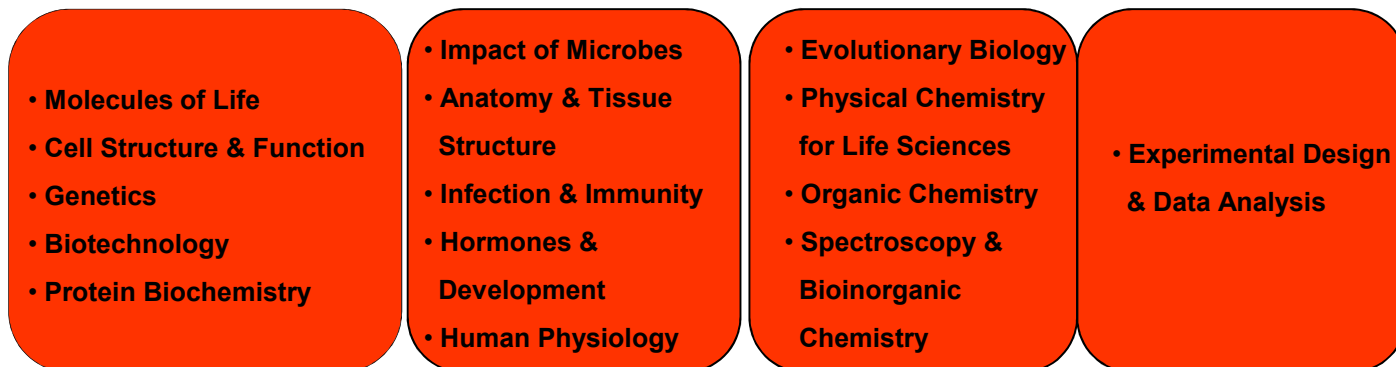 • Molecules of Life
• Cell Structure & Function
• Genetics
• Biotechnology
• Protein Biochemistry
• Impact of Microbes
• Anatomy & Tissue
Structure
• Infection & Immunity
• Hormones &
Development
• Human Physiology
• Evolutionary Biology
• Physical Chemistry
for Life Sciences
• Organic Chemistry
• Spectroscopy &
Bioinorganic
Chemistry
• Experimental Design
& Data Analysis